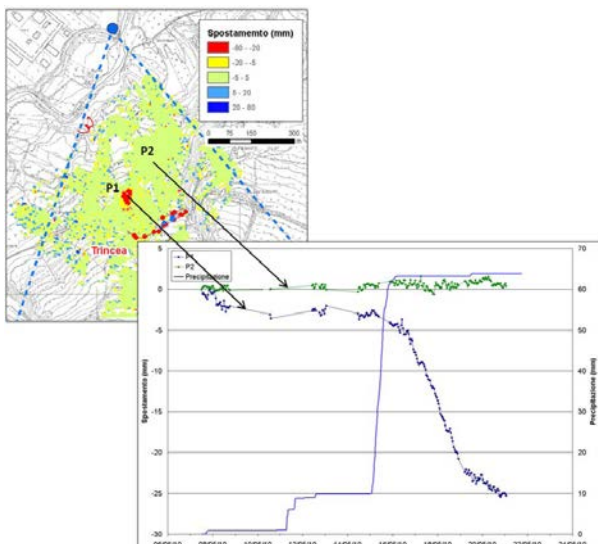 Spostamemto (mm)
-60 - -20
-20 - -5
-5 - 5
5 - 20
20 - 60
0 75 150 300
P2
P1
Trincea
P1
P2
Precipitazione
Spostamento (mm)
5
0
-5
-10
-15
-20
-25
-30
Precipitazione (mm)
70
60
50
40
30
20
10
0